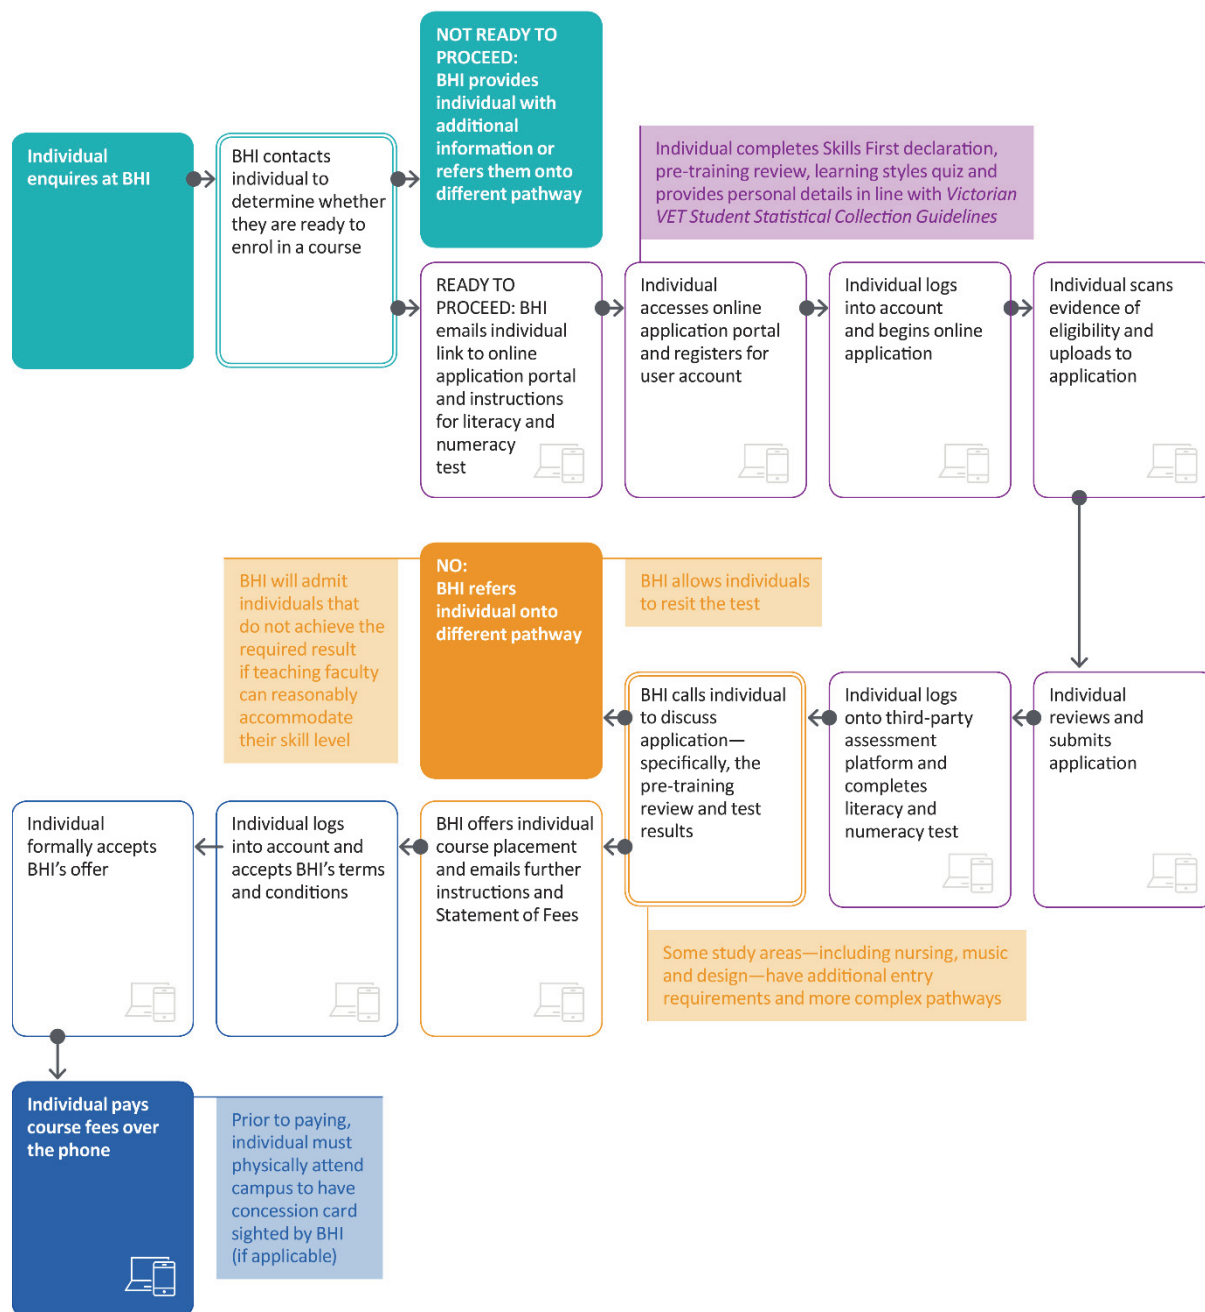 Individual
enquires at BHI
BHI contacts
individual to
determine whether
they are ready to
enrol in a course
NOT READY TO
PROCEED:
BHI provides
individual with
additional
information or
refers them onto
different pathway
READY TO
PROCEED: BHI
emails individual
link to online
application portal
and instructions
for literacy and
numeracy
test
Individual completes Skills First declaration,
pre-training review, learning styles quiz and
provides personal details in line with Victorian
VET Student Statistical Collection Guidelines
Individual
accesses online
application portal
and registers for
user account
Individual logs
into account
and begins online
application
Individual scans
evidence of
eligibility and
uploads to
application
Individual
reviews and
submits
application
Individual logs
onto third-party
assessment
platform and
completes
literacy and
numeracy test
BHI calls individual
to discuss
application—
specifically, the
pre-training
review and test
results
BHI allows individuals
to resit the test
NO:
BHI refers
individual onto
different pathway
BHI will admit
individuals that
do not achieve the
required result
if teaching faculty
can reasonably
accommodate
their skill level
Some study areas—including nursing, music
and design—have additional entry
requirements and more complex pathways
BHI offers individual
course placement
and emails further
instructions and
Statement of Fees
Individual logs
into account and
accepts BHI’s terms
and conditions
Individual
formally accepts
BHI’s offer
Individual pays
course fees over
the phone
Prior to paying,
individual must
physically attend
campus to have
concession card
sighted by BHI
(if applicable)